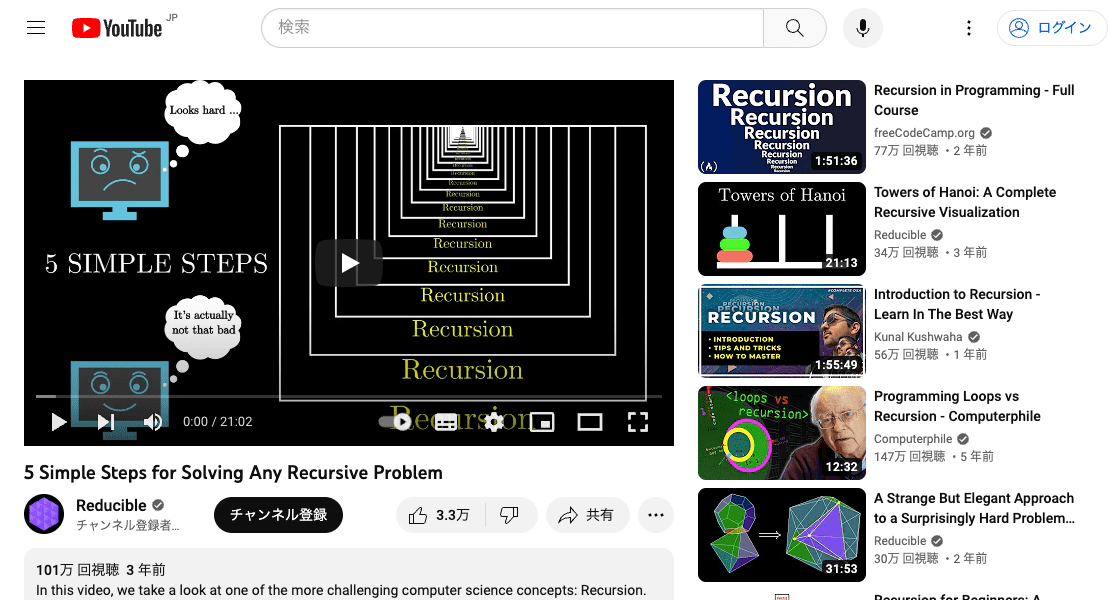 YouTube JP
検索
ログイン
Looks hard ...
5 SIMPLE STEPS
It's actually
not that bad
Recursion
Recursion
Recursion
Recursion
Recursion
Recursion
Recursion
Recursion
Recursion
Recursion
Recursion
0:00 / 21:02
5 Simple Steps for Solving Any Recursive Problem
Reducible
チャンネル登録者...
チャンネル登録
3.3万
共有
101万 回視聴 3 年前
In this video, we take a look at one of the more challenging computer science concepts: Recursion.
Recursion
Recursion
Recursion
Recursion
Recursion
Recursion
1:51:36
Recursion in Programming - Full
Course
freeCodeCamp.org
77万 回視聴 ・2 年前
Towers of Hanoi
21:13
Towers of Hanoi: A Complete
Recursive Visualization
Reducible
34万 回視聴 ・3 年前
#COMPLETE DSA
RECURSION
RECURSION
RECURSION
• INTRODUCTION
• TIPS AND TRICKS
• HOW TO MASTER
1:55:49
Introduction to Recursion -
Learn In The Best Way
Kunal Kushwaha
56万 回視聴 ・1 年前
<loops vs
recursion>
12:32
Programming Loops vs
Recursion - Computerphile
Computerphile
147万 回視聴 ・5 年前
31:53
A Strange But Elegant Approach
to a Surprisingly Hard Problem...
Reducible
30万 回視聴 ・2 年前
Recursion for Beginners: A